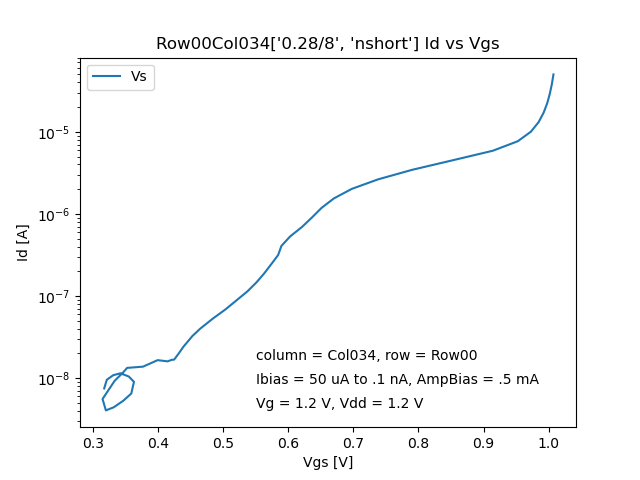 Row00Col034['0.28/8', 'nshort'] Id vs Vgs
Vs
Id [A]
10⁻⁵
10⁻⁶
10⁻⁷
10⁻⁸
column = Col034, row = Row00
Ibias = 50 uA to .1 nA, AmpBias = .5 mA
Vg = 1.2 V, Vdd = 1.2 V
0.3 0.4 0.5 0.6 0.7 0.8 0.9 1.0
Vgs [V]